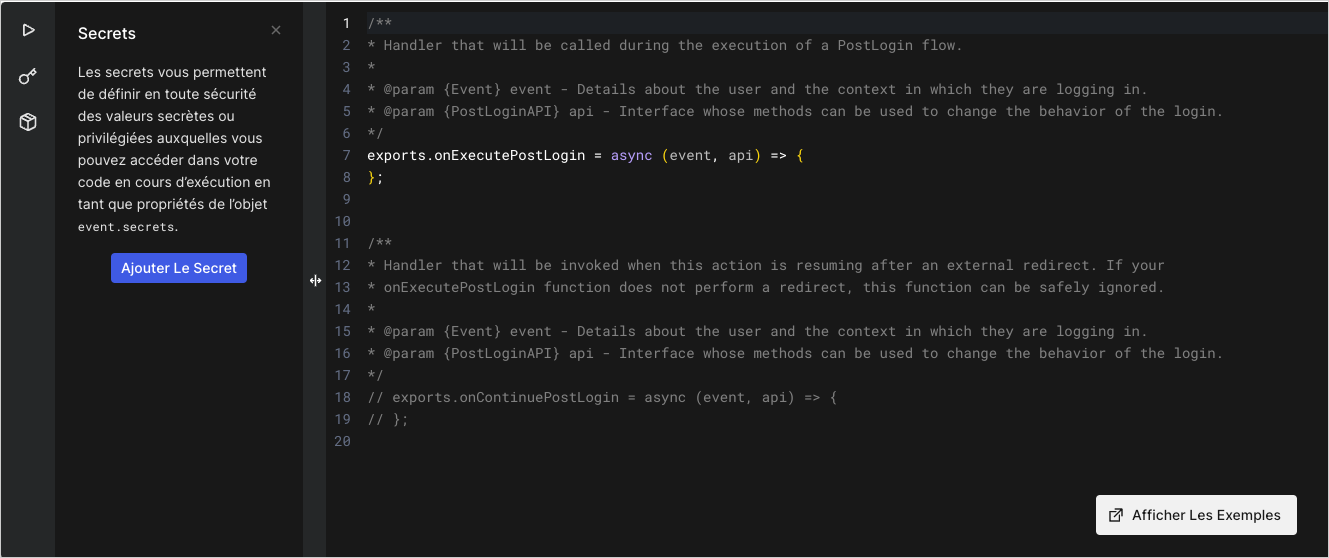 Secrets
Les secrets vous permettent
de définir en toute sécurité
des valeurs secrètes ou
privilégiées auxquelles vous
pouvez accéder dans votre
code en cours d’exécution en
tant que propriétés de l’objet
event.secrets.
Ajouter Le Secret
1 /**
2 * Handler that will be called during the execution of a PostLogin flow.
3 *
4 * @param {Event} event - Details about the user and the context in which they are logging in.
5 * @param {PostLoginAPI} api - Interface whose methods can be used to change the behavior of the login.
6 */
7 exports.onExecutePostLogin = async (event, api) => {
8 };
9
10
11 /**
12 * Handler that will be invoked when this action is resuming after an external redirect. If your
13 * onExecutePostLogin function does not perform a redirect, this function can be safely ignored.
14 *
15 * @param {Event} event - Details about the user and the context in which they are logging in.
16 * @param {PostLoginAPI} api - Interface whose methods can be used to change the behavior of the login.
17 */
18 // exports.onContinuePostLogin = async (event, api) => {
19 // };
20
Afficher Les Exemples